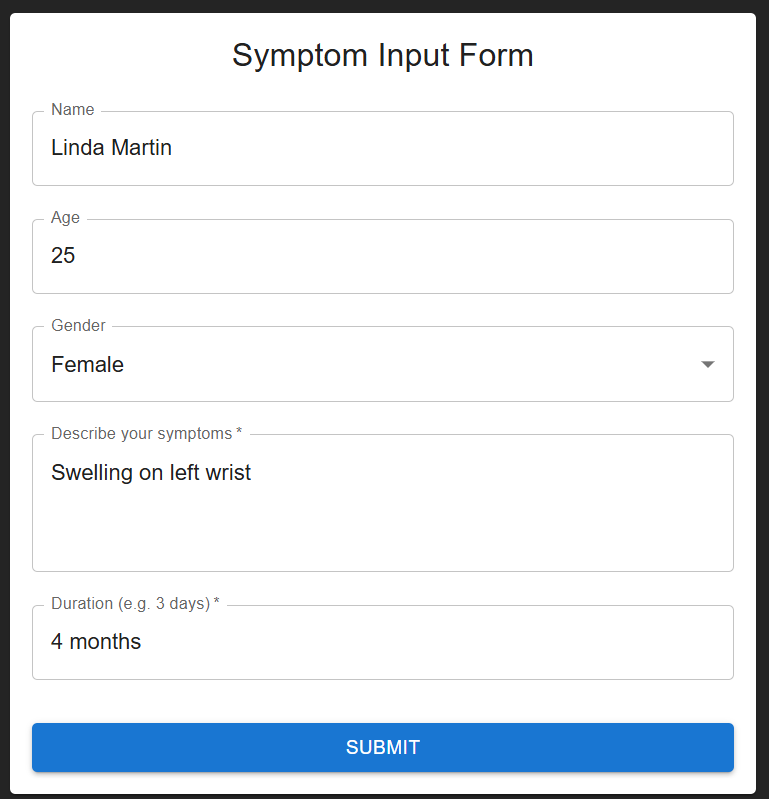 Symptom Input Form
Name
Linda Martin
Age
25
Gender
Female
Describe your symptoms *
Swelling on left wrist
Duration (e.g. 3 days) *
4 months
SUBMIT